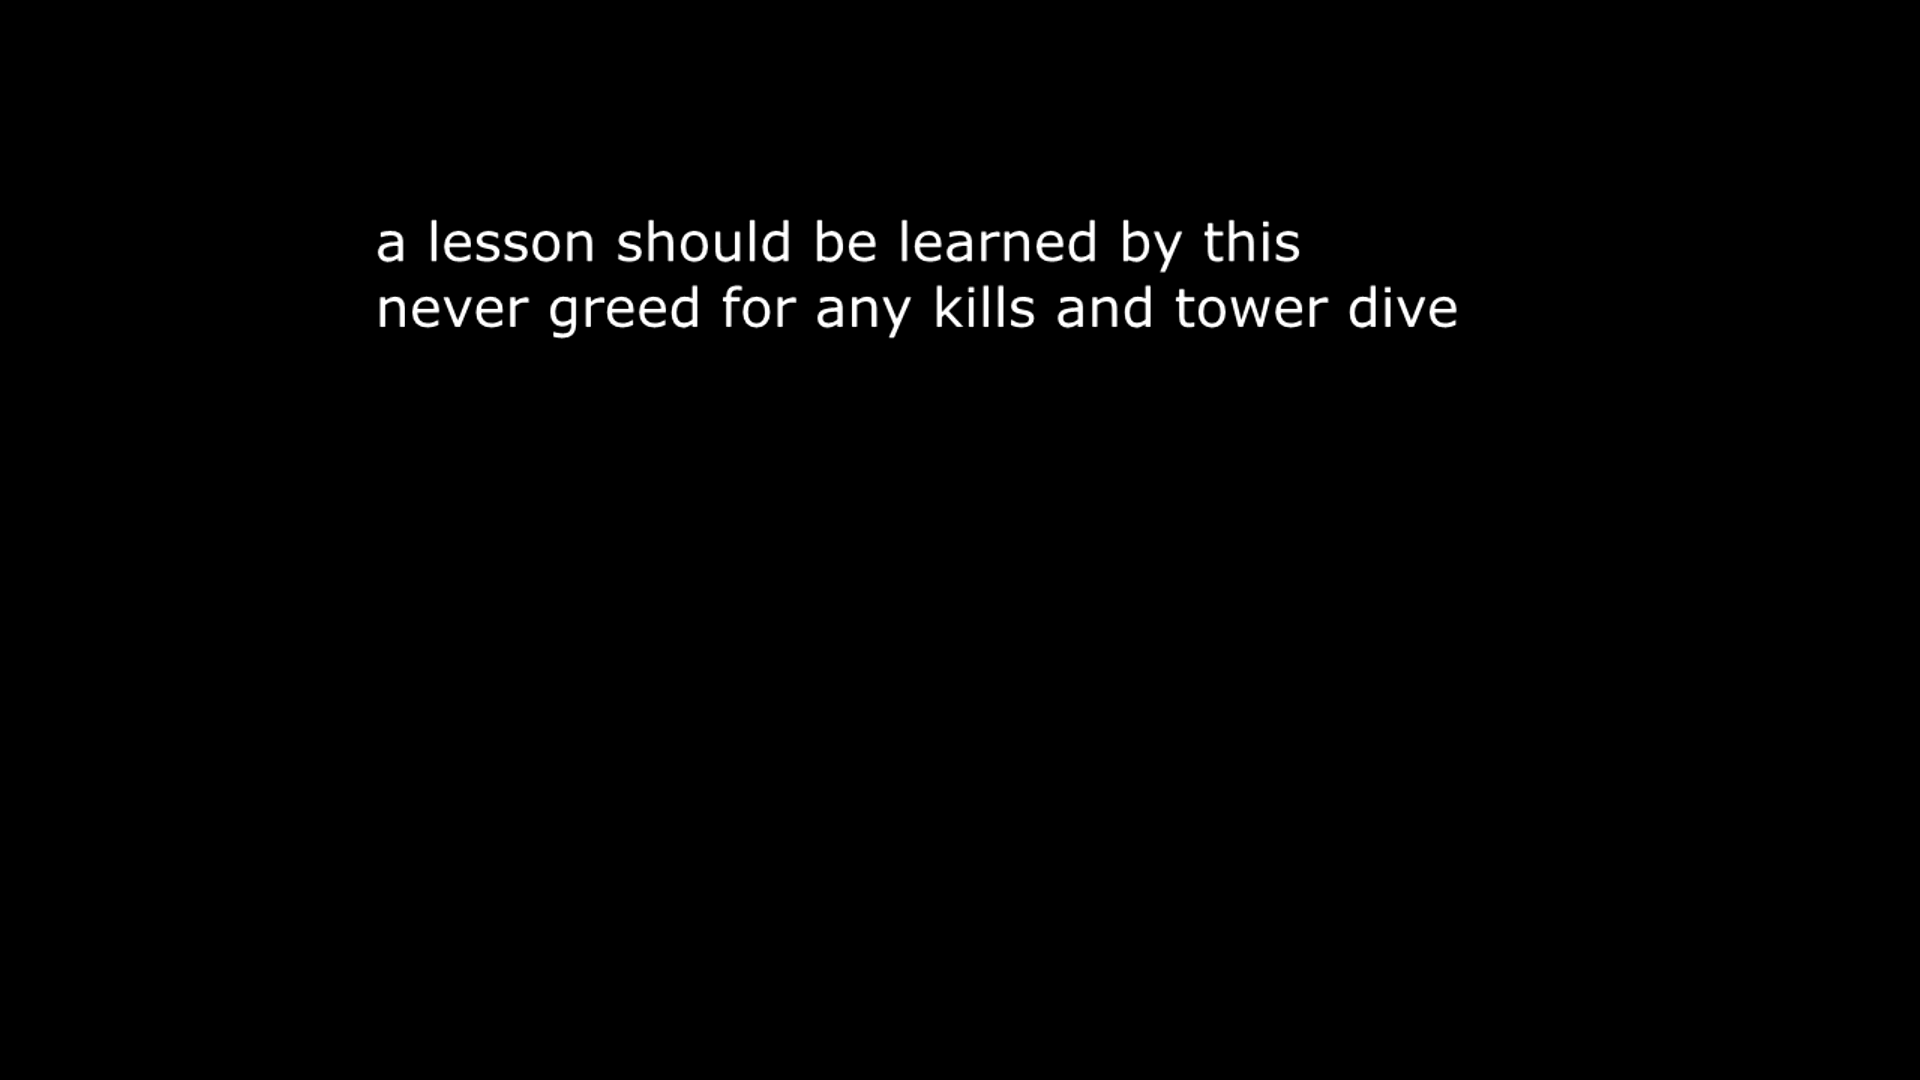 a lesson should be learned by this
never greed for any kills and tower dive